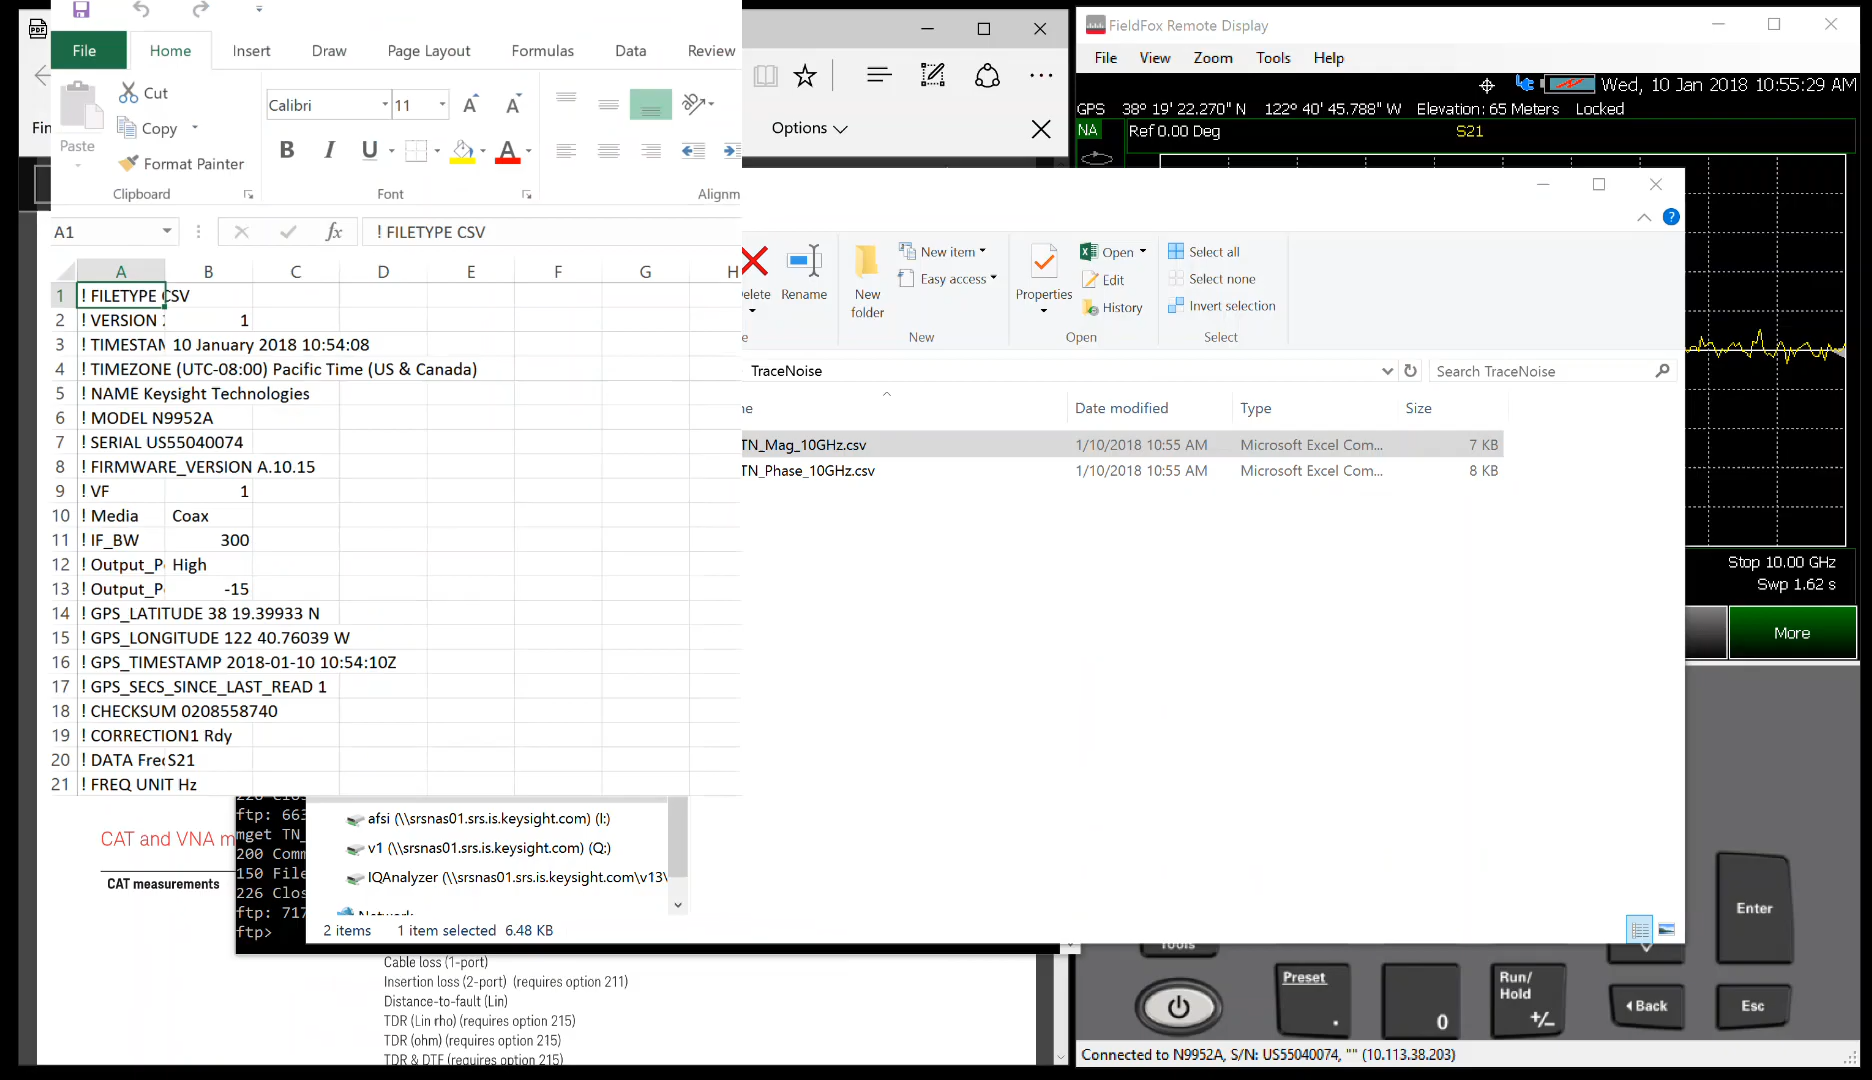 File
Home
Insert
Draw
Page Layout
Formulas
Data
Review
Paste
Cut
Copy
Format Painter
Clipboard
Calibri
11
B I U A
Font
Alignm
A1
fx
! FILETYPE CSV
A B C D E F G H
1 ! FILETYPE CSV
2 ! VERSION 1
3 ! TIMESTAM 10 January 2018 10:54:08
4 ! TIMEZONE (UTC-08:00) Pacific Time (US & Canada)
5 ! NAME Keysight Technologies
6 ! MODEL N9952A
7 ! SERIAL US55040074
8 ! FIRMWARE_VERSION A.10.15
9 ! VF 1
10 ! Media Coax
11 ! IF_BW 300
12 ! Output_P High
13 ! Output_P -15
14 ! GPS_LATITUDE 38 19.39933 N
15 ! GPS_LONGITUDE 122 40.76039 W
16 ! GPS_TIMESTAMP 2018-01-10 10:54:10Z
17 ! GPS_SECS_SINCE_LAST_READ 1
18 ! CHECKSUM 0208558740
19 ! CORRECTION1 Rdy
20 ! DATA Fre S21
21 ! FREQ UNIT Hz
PDF
Fin
Options
elete
Rename
New folder
New item
Easy access
New
Properties
Open
Edit
History
Open
Select all
Select none
Invert selection
Select
TraceNoise
Search TraceNoise
ne
Date modified
Type
Size
TN_Mag_10GHz.csv 1/10/2018 10:55 AM Microsoft Excel Com... 7 KB
TN_Phase_10GHz.csv 1/10/2018 10:55 AM Microsoft Excel Com... 8 KB
afsi (\\srsnas01.srs.is.keysight.com) (I:)
v1 (\\srsnas01.srs.is.keysight.com) (Q:)
IQAnalyzer (\\srsnas01.srs.is.keysight.com\v13\
Network
2 items 1 item selected 6.48 KB
226 Clos
ftp: 663
mget TN_
200 Comm
150 File
226 Clos
ftp: 717
ftp>
CAT and VNA m
CAT measurements
Cable loss (1-port)
Insertion loss (2-port) (requires option 211)
Distance-to-fault (Lin)
TDR (Lin rho) (requires option 215)
TDR (ohm) (requires option 215)
TDR & DTF (requires option 215)
FieldFox Remote Display
File View Zoom Tools Help
Wed, 10 Jan 2018 10:55:29 AM
GPS 38° 19' 22.270" N 122° 40' 45.788" W Elevation: 65 Meters Locked
NA Ref 0.00 Deg S21
Stop 10.00 GHz
Swp 1.62 s
More
Enter
Tools
Preset
.
0
Run/
Hold
+/−
Back
Esc
Connected to N9952A, S/N: US55040074, "" (10.113.38.203)